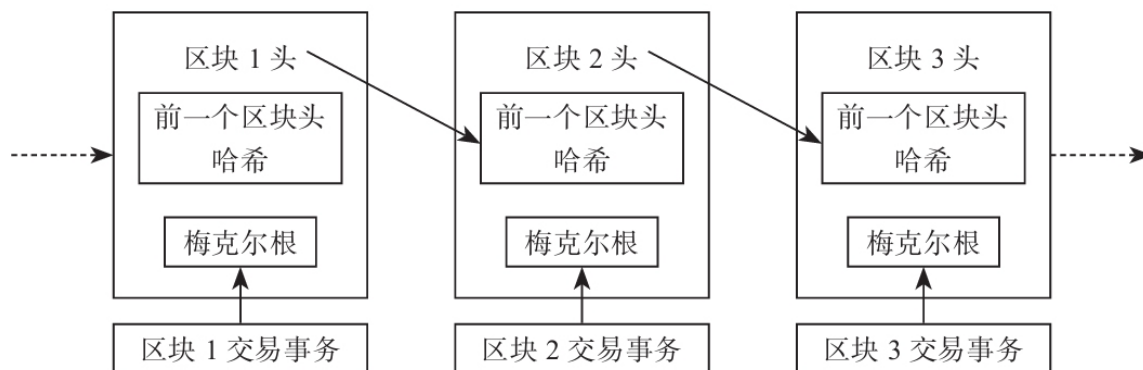 区块 1 头
区块 2 头
区块 3 头
前一个区块头
哈希
前一个区块头
哈希
前一个区块头
哈希
梅克尔根
梅克尔根
梅克尔根
区块 1 交易事务
区块 2 交易事务
区块 3 交易事务